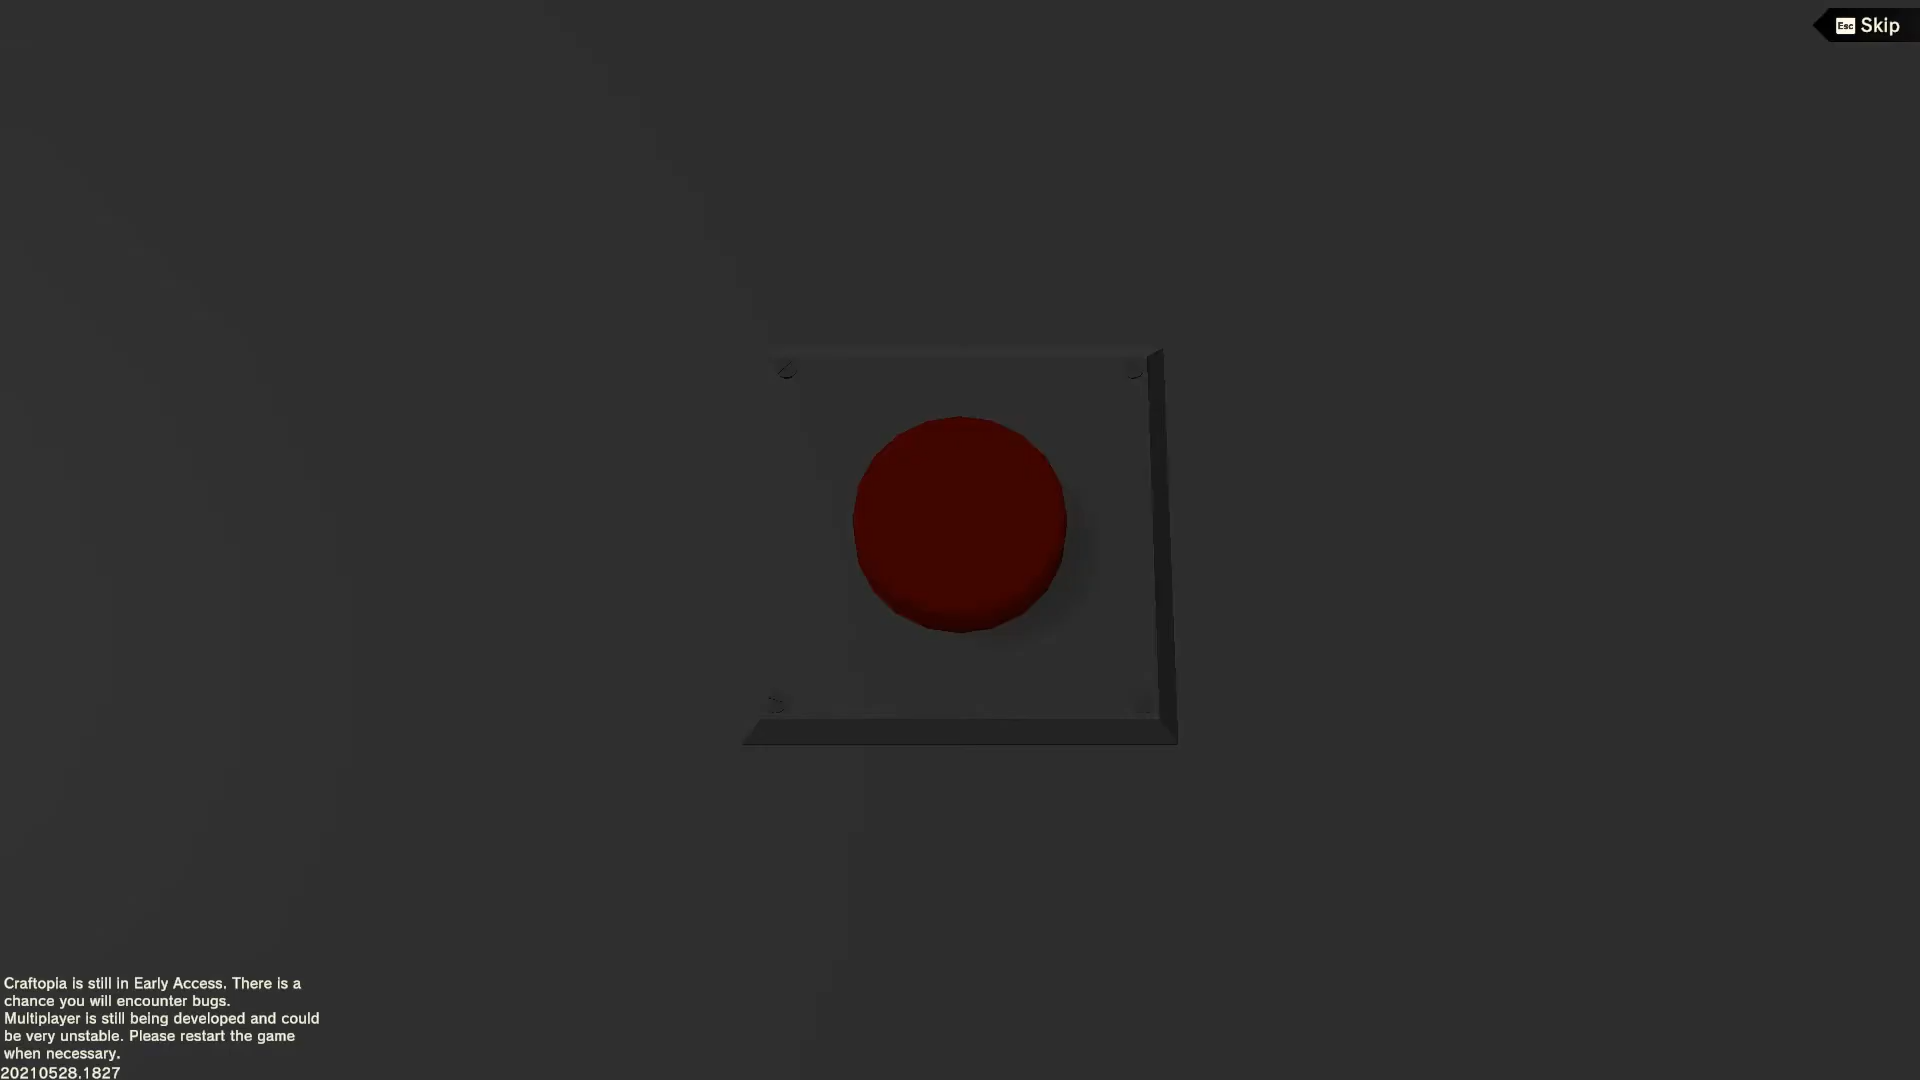 Esc Skip
Craftopia is still in Early Access. There is a
chance you will encounter bugs.
Multiplayer is still being developed and could
be very unstable. Please restart the game
when necessary.
20210528.1827